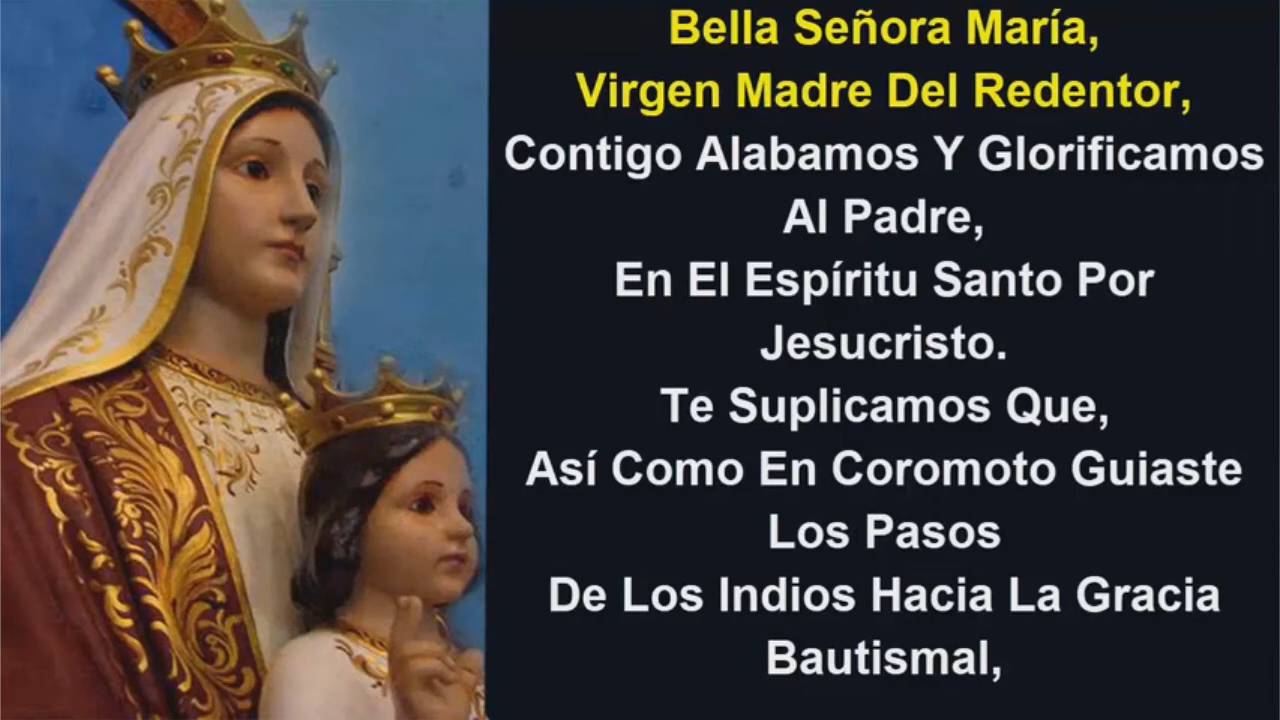 Bella Señora María,
Virgen Madre Del Redentor,
Contigo Alabamos Y Glorificamos
Al Padre,
En El Espíritu Santo Por
Jesucristo.
Te Suplicamos Que,
Así Como En Coromoto Guiaste
Los Pasos
De Los Indios Hacia La Gracia
Bautismal,